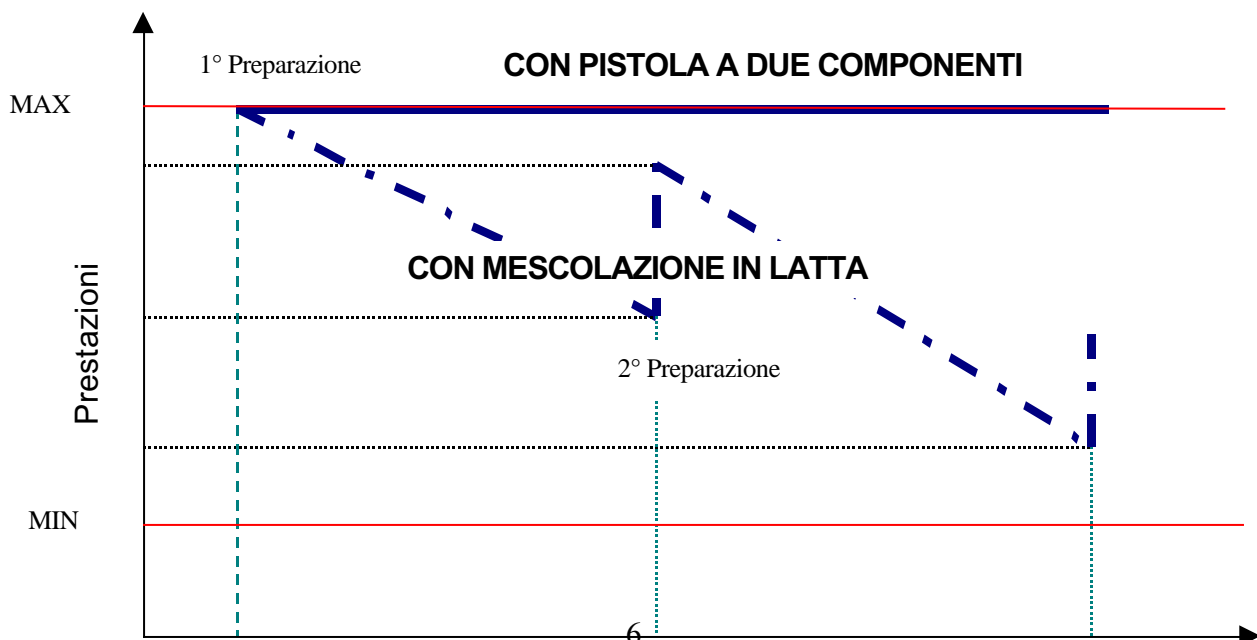 1° Preparazione
CON PISTOLA A DUE COMPONENTI
MAX
CON MESCOLAZIONE IN LATTA
Prestazioni
2° Preparazione
MIN
6